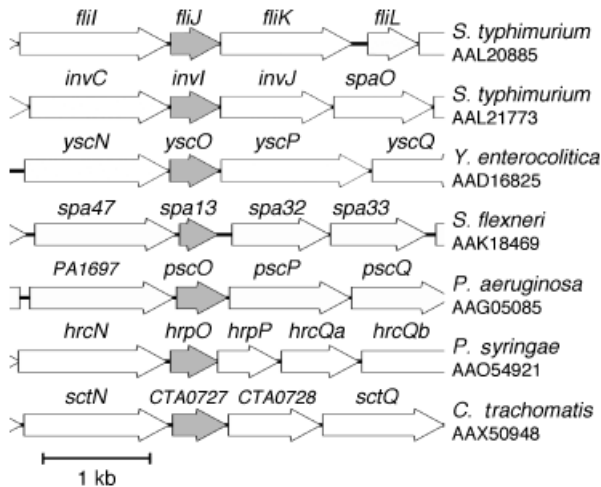 fliI fliJ fliK fliL
S. typhimurium
AAL20885
invC invI invJ spaO
S. typhimurium
AAL21773
yscN yscO yscP yscQ
Y. enterocolitica
AAD16825
spa47 spa13 spa32 spa33
S. flexneri
AAK18469
PA1697 pscO pscP pscQ
P. aeruginosa
AAG05085
hrcN hrpO hrpP hrcQa hrcQb
P. syringae
AAO54921
sctN CTA0727 CTA0728 sctQ
C. trachomatis
AAX50948
1 kb